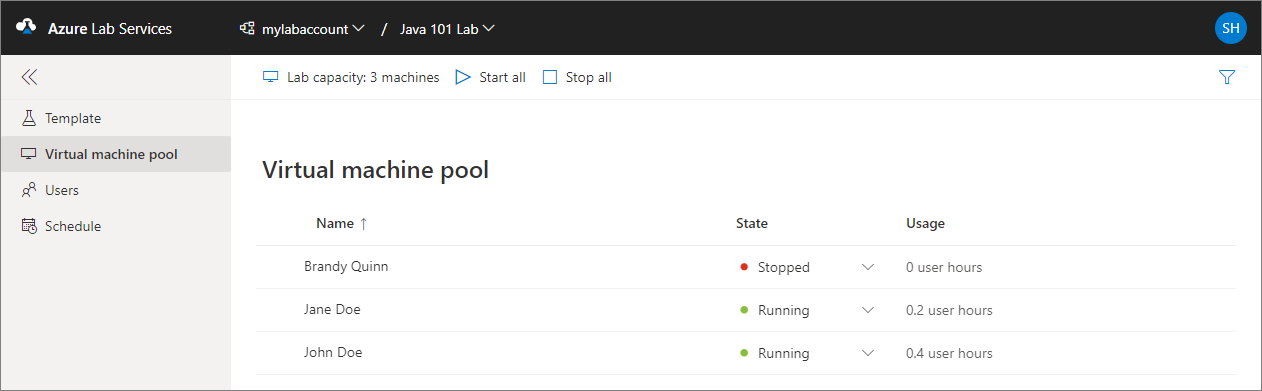 Azure Lab Services mylabaccount / Java 101 Lab SH
Lab capacity: 3 machines Start all Stop all
Template
Virtual machine pool
Users
Schedule
Virtual machine pool
Name ↑ State Usage
Brandy Quinn Stopped 0 user hours
Jane Doe Running 0.2 user hours
John Doe Running 0.4 user hours